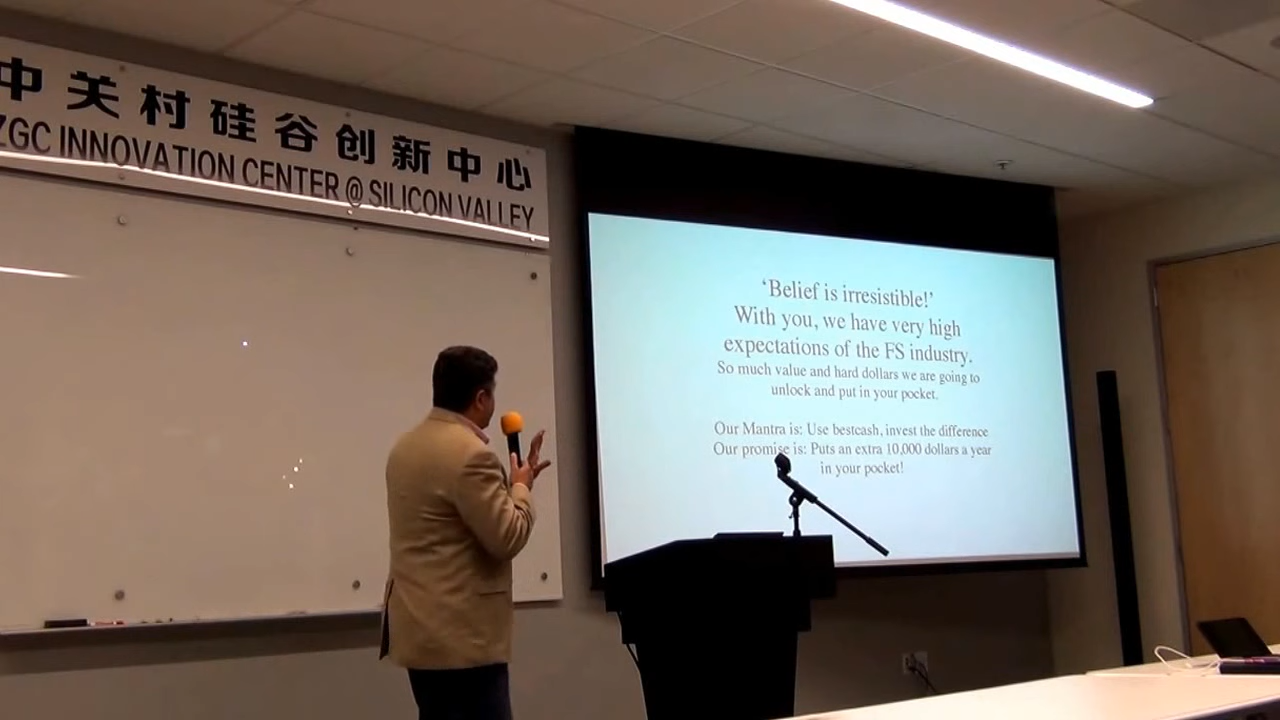 中关村硅谷创新中心
ZGC INNOVATION CENTER @ SILICON VALLEY
‘Belief is irresistible!’
With you, we have very high
expectations of the FS industry.
So much value and hard dollars we are going to
unlock and put in your pocket.
Our Mantra is: Use bestcash, invest the difference
Our promise is: Puts an extra 10,000 dollars a year
in your pocket!